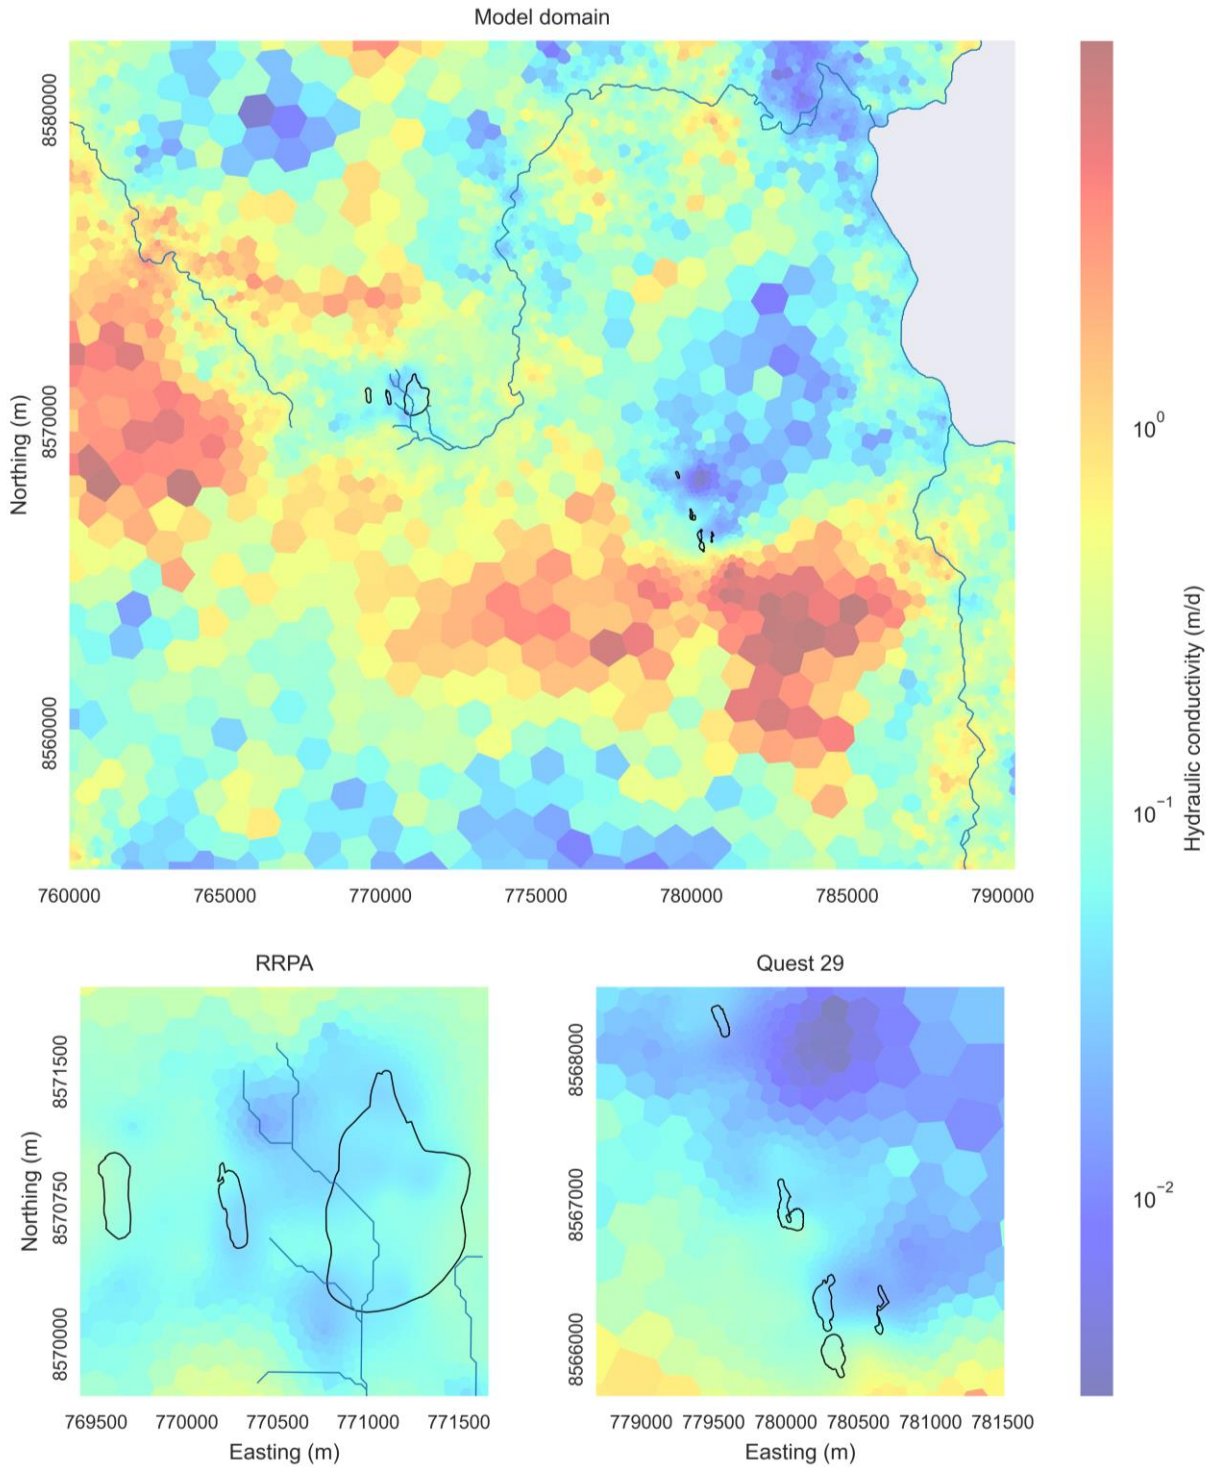 Model domain
8580000
8570000
8560000
Northing (m)
760000 765000 770000 775000 780000 785000 790000
10⁰
10⁻¹
10⁻²
Hydraulic conductivity (m/d)
RRPA
8571500
8570750
8570000
Northing (m)
769500 770000 770500 771000 771500
Easting (m)
Quest 29
8568000
8567000
8566000
779000 779500 780000 780500 781000 781500
Easting (m)